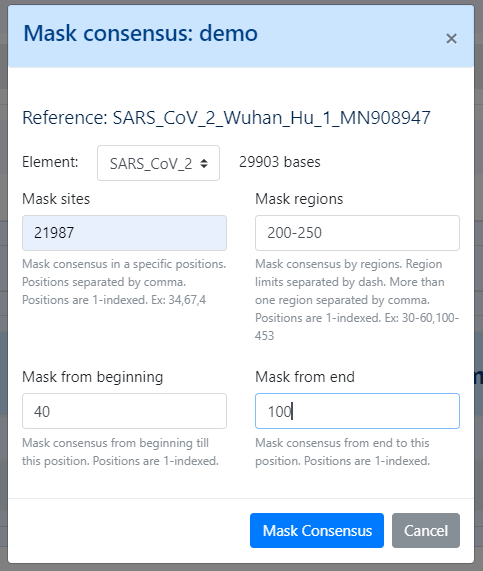 Mask consensus: demo
×
Reference: SARS_CoV_2_Wuhan_Hu_1_MN908947
Element: SARS_CoV_2 29903 bases
Mask sites
21987
Mask consensus in a specific positions.
Positions separated by comma.
Positions are 1-indexed. Ex: 34,67,4
Mask regions
200-250
Mask consensus by regions. Region
limits separated by dash. More than
one region separated by comma.
Positions are 1-indexed. Ex: 30-60,100-
453
Mask from beginning
40
Mask consensus from beginning till
this position. Positions are 1-indexed.
Mask from end
100
Mask consensus from end to this
position. Positions are 1-indexed.
Mask Consensus
Cancel